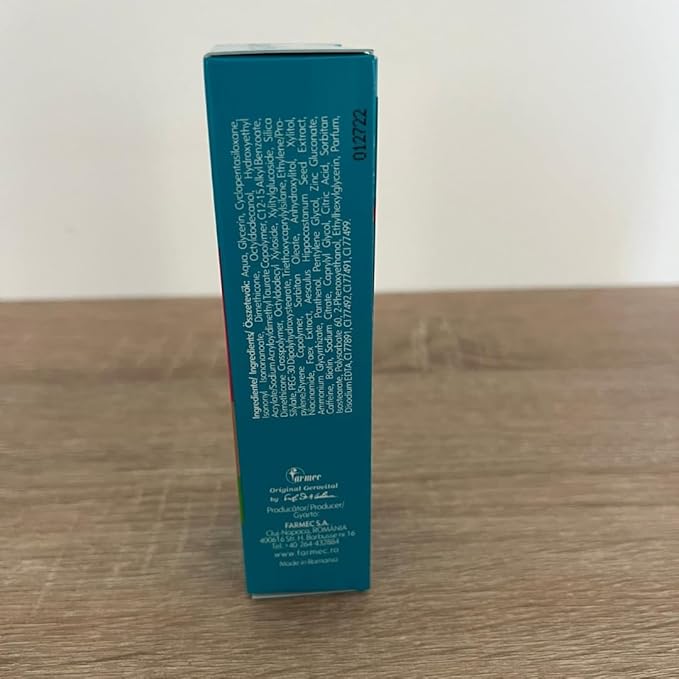 Ingrediente/ Ingredients/ Összetevők: Aqua, Glycerin, Cyclopentasiloxane,
Isononyl Isononanoate, Dimethicone, Octyldodecanol, Hydroxyethyl
Acrylate/Sodium Acryloyldimethyl Taurate Copolymer, C12-15 Alkyl Benzoate,
Dimethicone Crosspolymer, Octyldodecyl Xyloside, Xylitylglucoside, Silica
Silylate, PEG-30 Dipolyhydroxystearate, Triethoxycaprylylsilane, Ethylene/Pro-
pylene/Styrene Copolymer, Sorbitan Oleate, Anhydroxylitol, Xylitol,
Niacinamide, Faex Extract, Aesculus Hippocastanum Seed Extract,
Ammonium Glycyrrhizate, Panthenol, Pentylene Glycol, Zinc Gluconate,
Caffeine, Biotin, Sodium Citrate, Caprylyl Glycol, Citric Acid, Sorbitan
Isostearate, Polysorbate 60, 2-Phenoxyethanol, Ethylhexylglycerin, Parfum,
Disodium EDTA, CI 77891, CI 77492, CI 77491, CI 77499.
012722
Farmec
Original Gerovital
by
Producător/ Producer/
Gyártó:
FARMEC S.A.
Cluj-Napoca, ROMÂNIA
400616 Str. H. Barbusse nr. 16
Tel. +40-264-432884
www.farmec.ro
Made in Romania